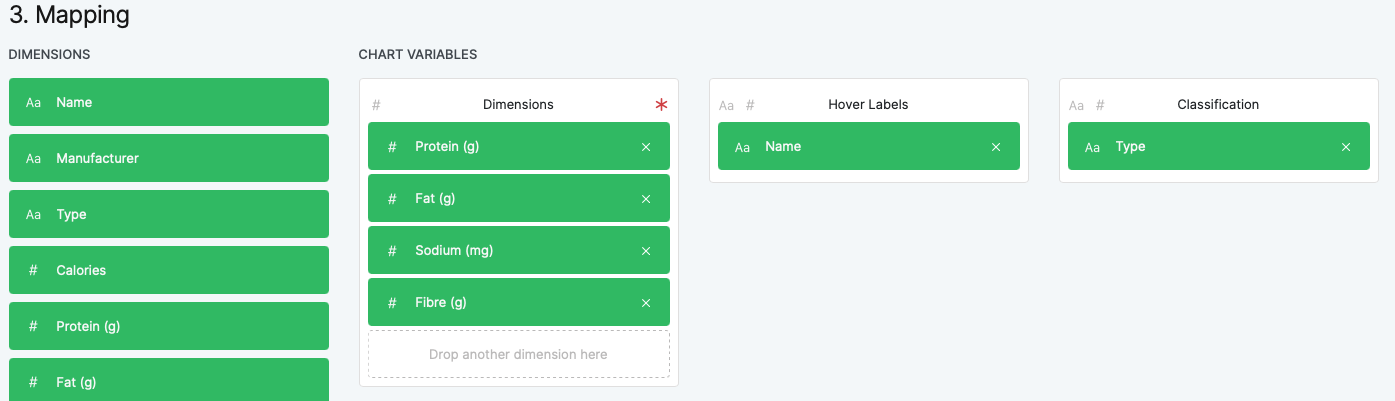 3. Mapping
DIMENSIONS
Aa Name
Aa Manufacturer
Aa Type
# Calories
# Protein (g)
# Fat (g)
CHART VARIABLES
# Dimensions *
# Protein (g) ×
# Fat (g) ×
# Sodium (mg) ×
# Fibre (g) ×
Drop another dimension here
Aa # Hover Labels
Aa Name ×
Aa # Classification
Aa Type ×